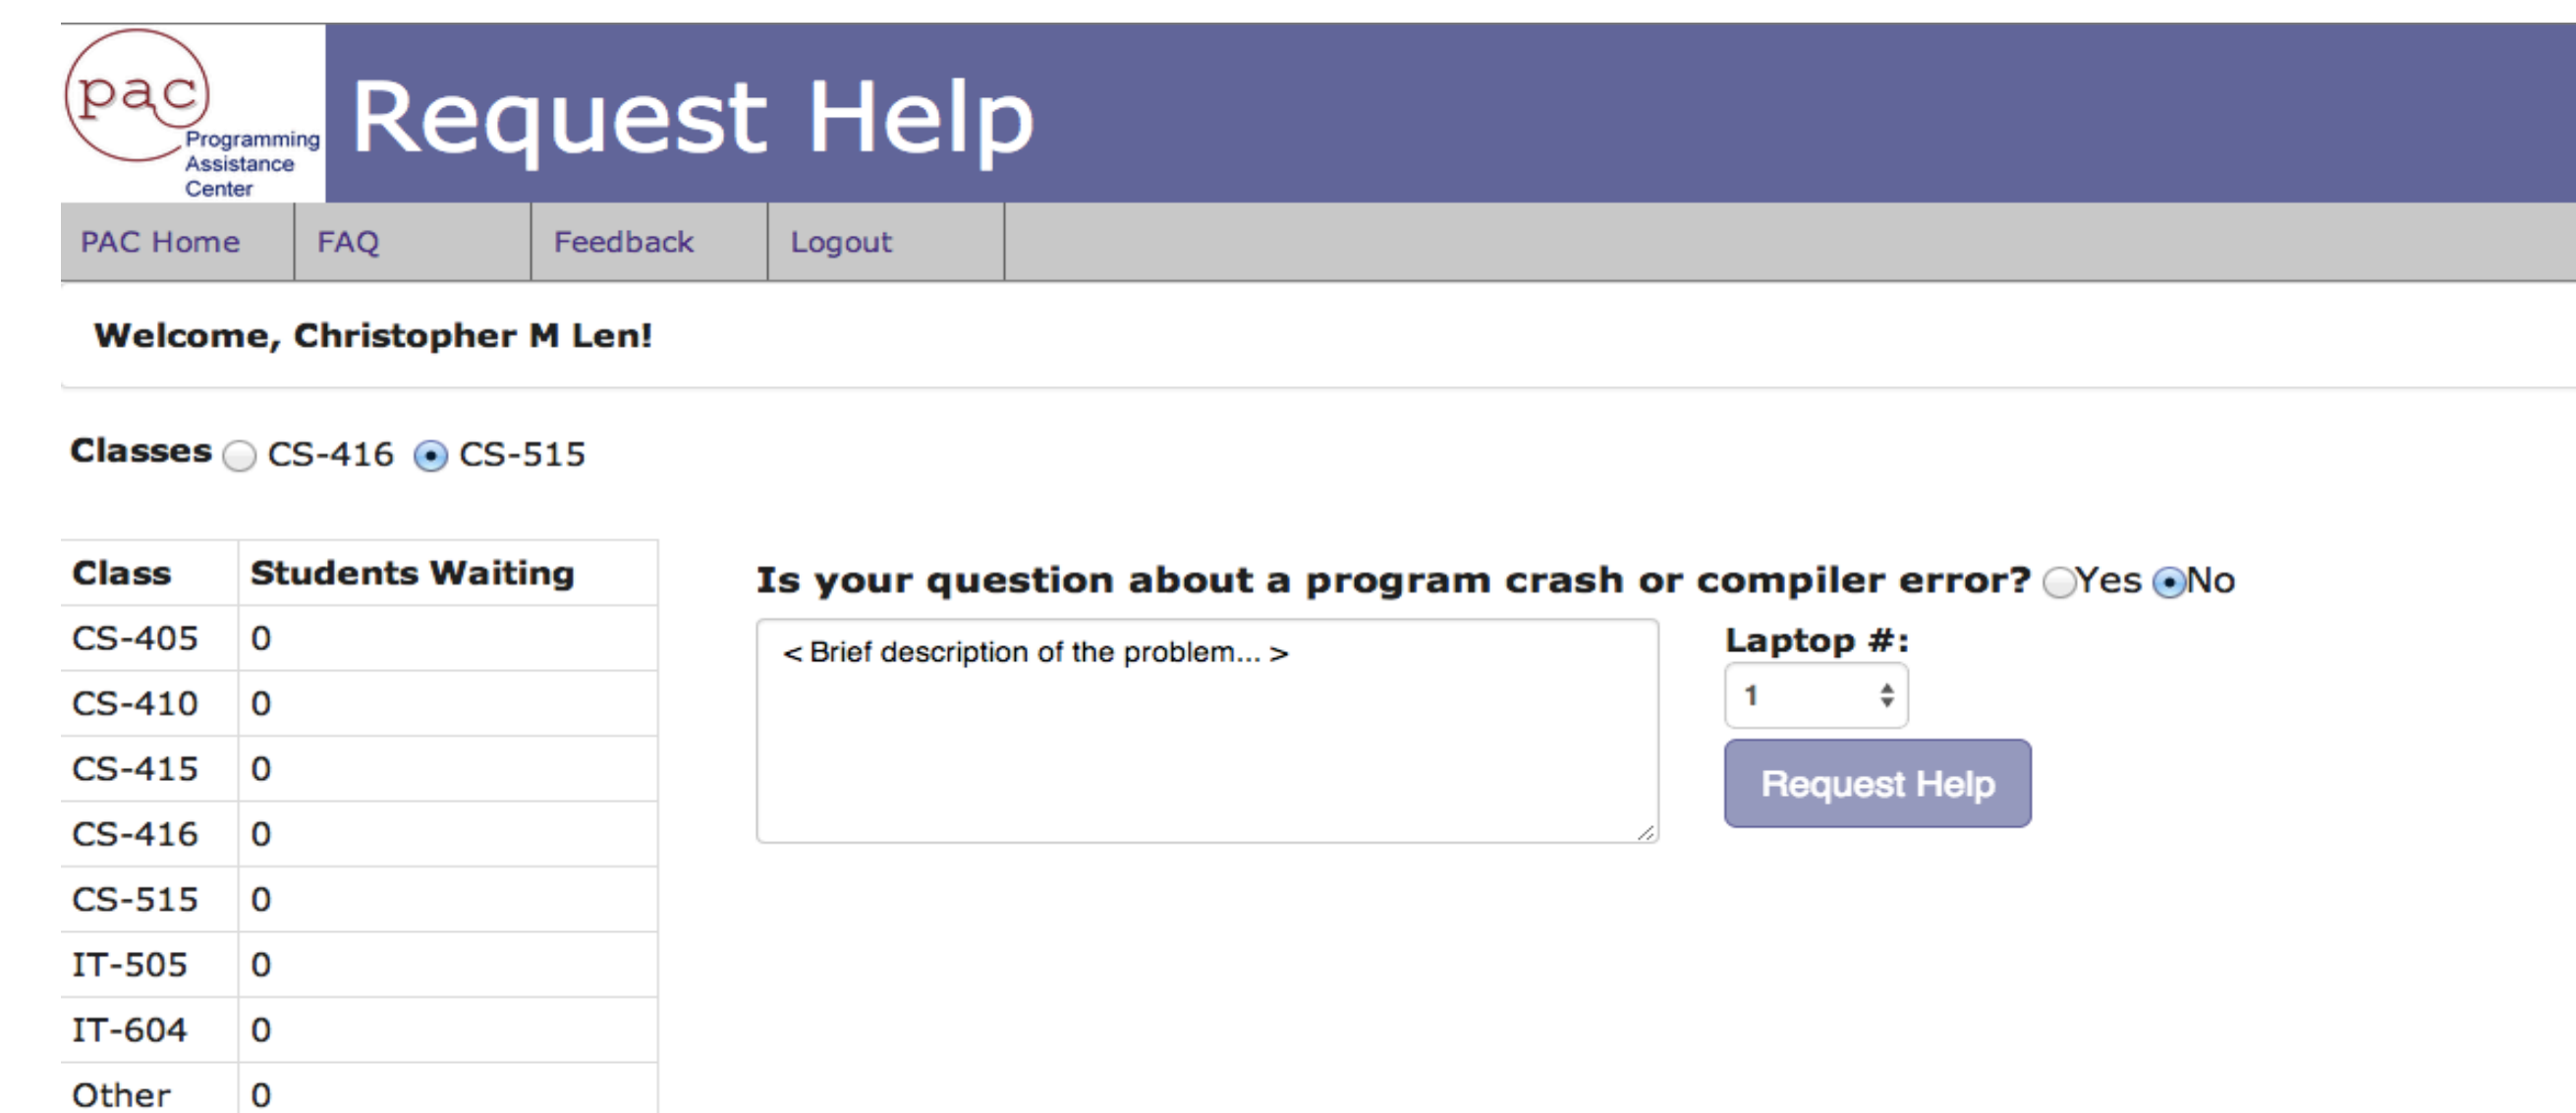 pac
Programming
Assistance
Center
Request Help
PAC Home FAQ Feedback Logout
Welcome, Christopher M Len!
Classes CS-416 CS-515
Class Students Waiting
CS-405 0
CS-410 0
CS-415 0
CS-416 0
CS-515 0
IT-505 0
IT-604 0
Other 0
Is your question about a program crash or compiler error? Yes No
< Brief description of the problem... >
Laptop #:
1
Request Help